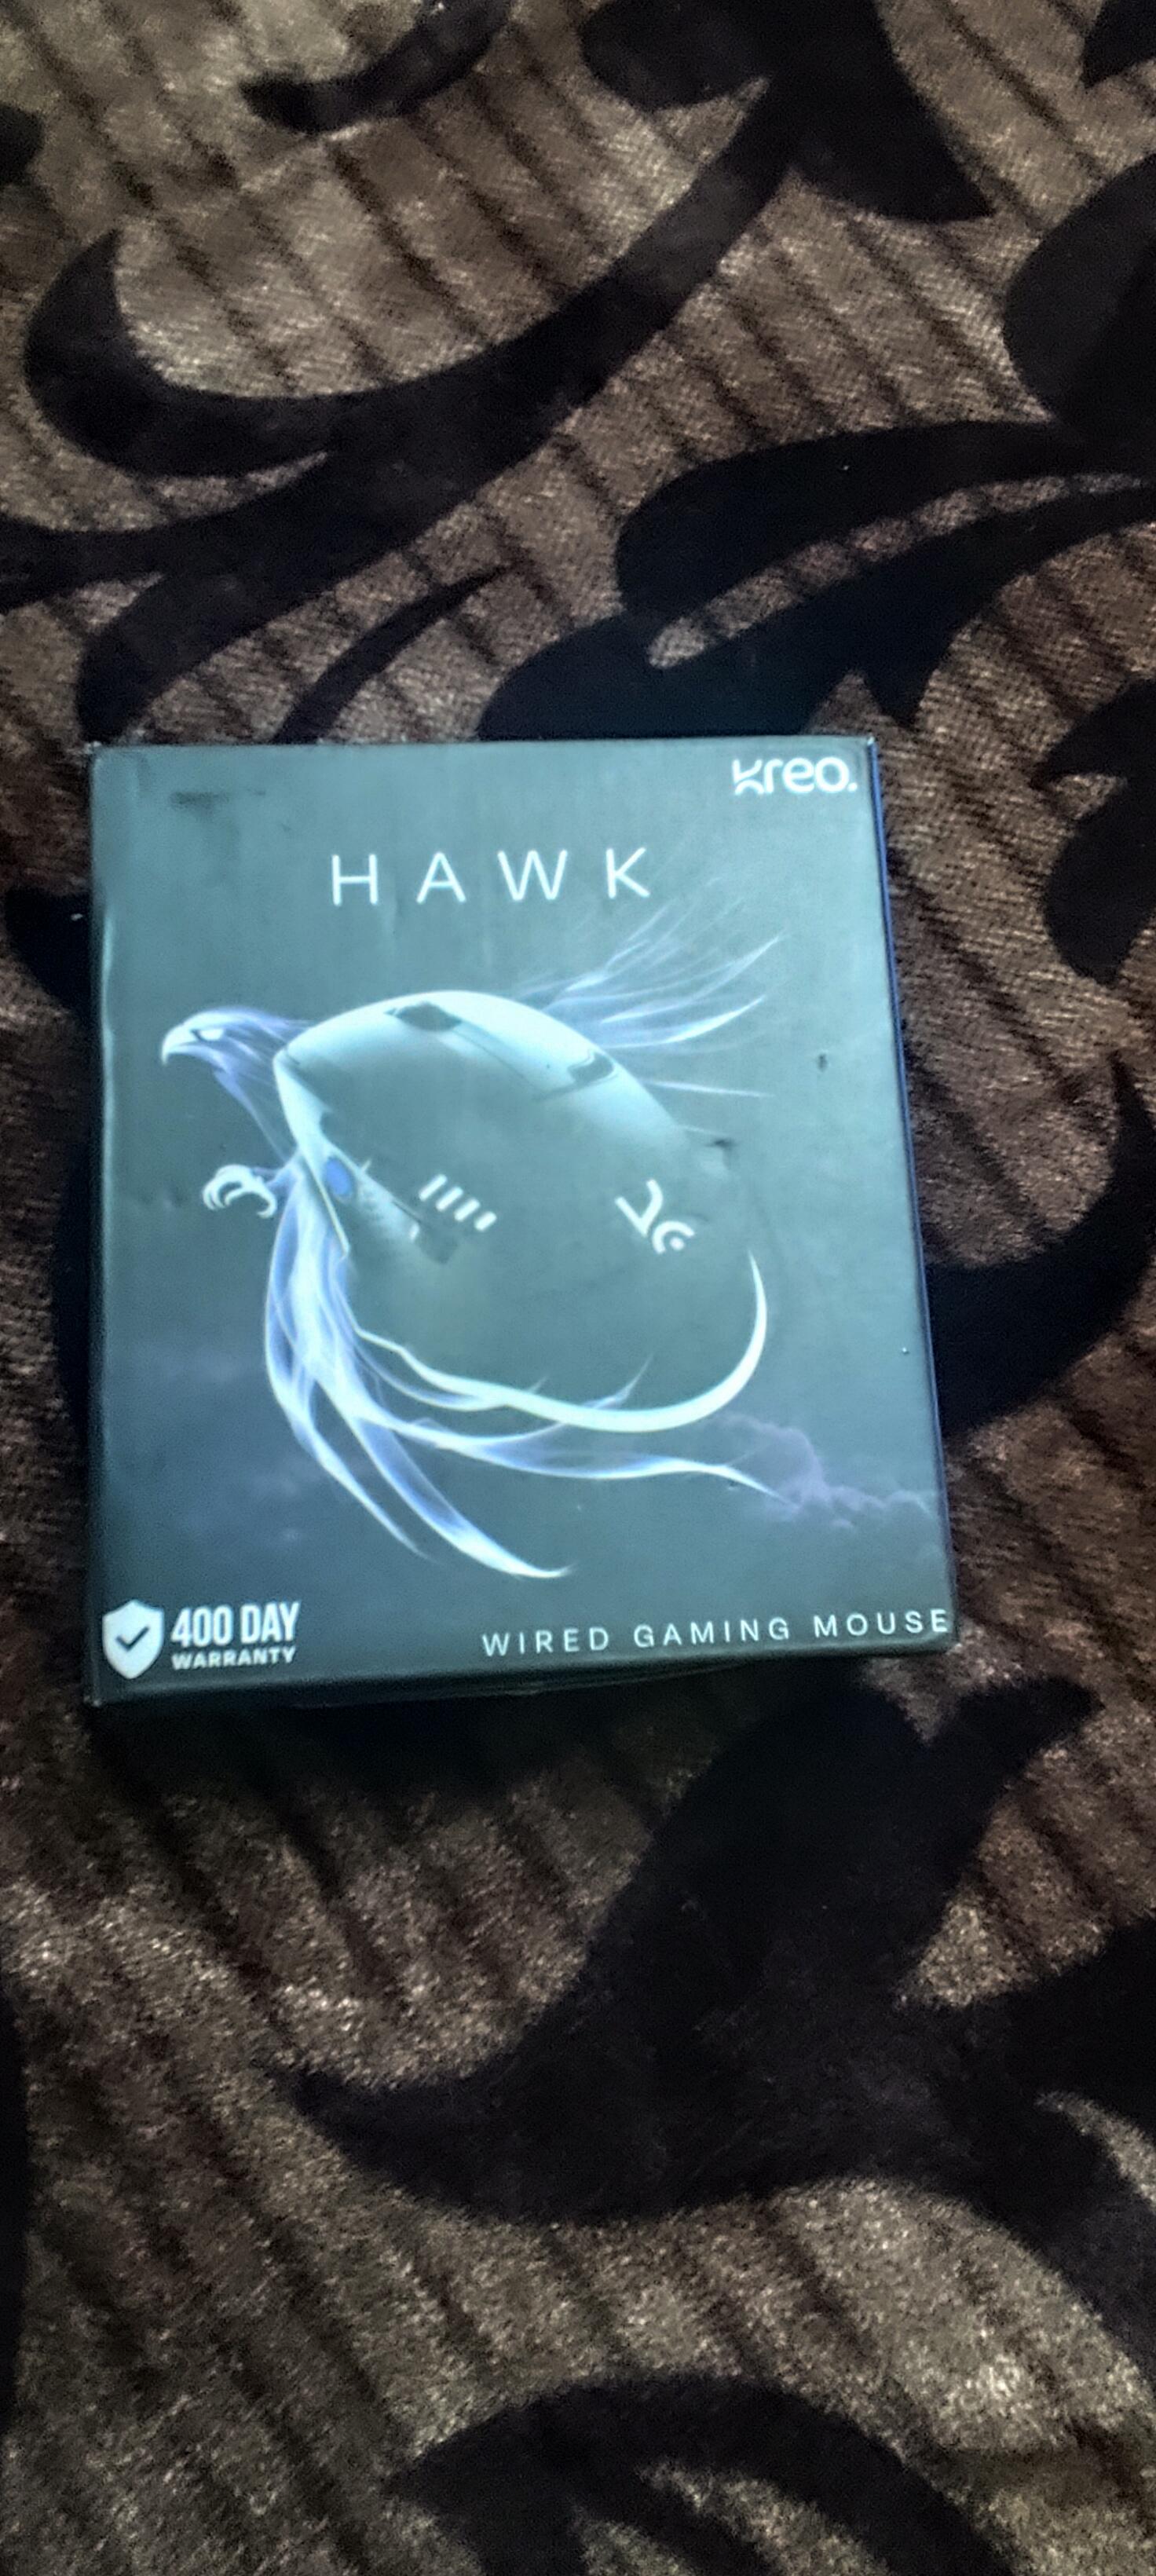 kreo.
HAWK
400 DAY
WARRANTY
WIRED GAMING MOUSE